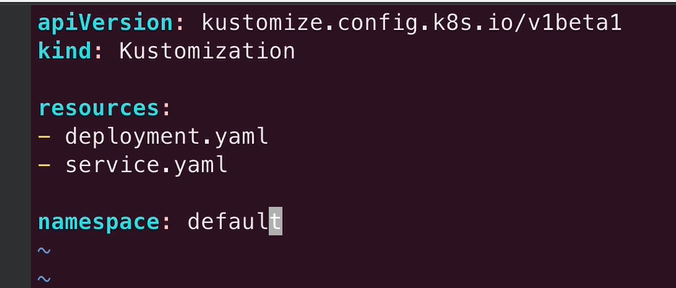 apiVersion: kustomize.config.k8s.io/v1beta1
kind: Kustomization
resources:
- deployment.yaml
- service.yaml
namespace: default
~
~